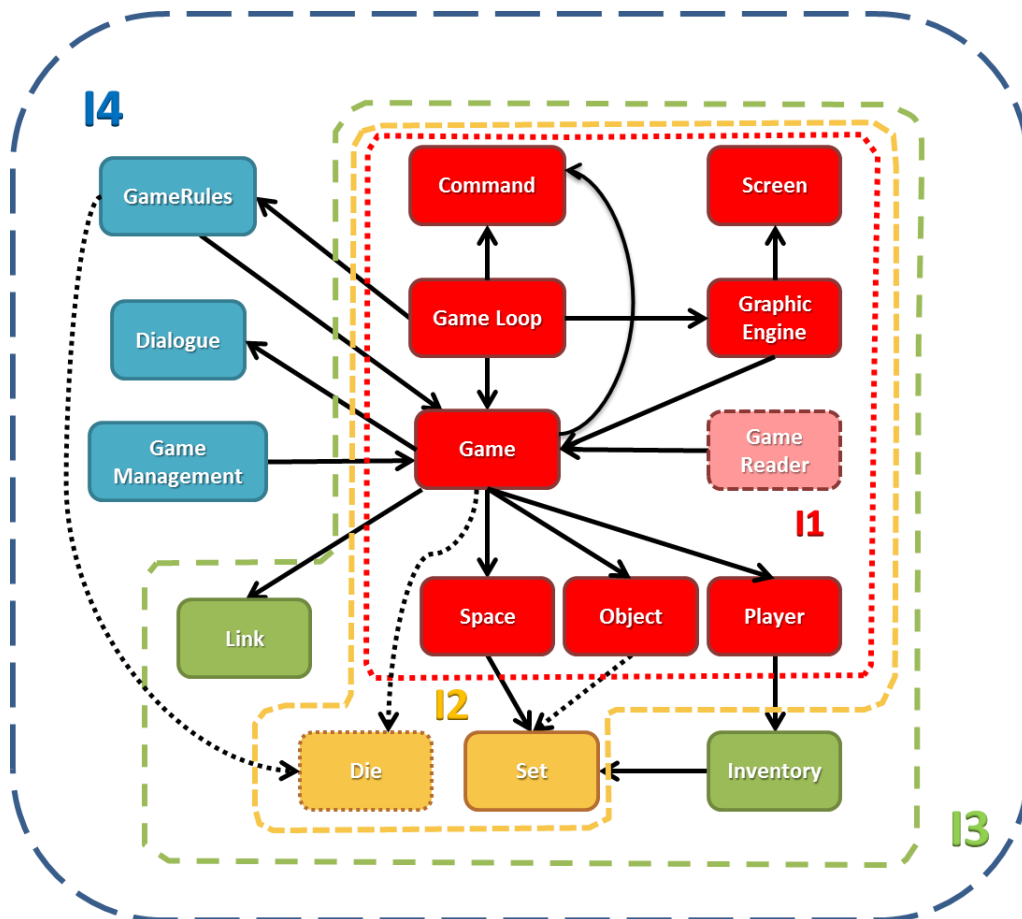 I4
GameRules
Command
Screen
Dialogue
Game Loop
Graphic
Engine
Game
Management
Game
Game
Reader
I1
Link
Space
Object
Player
I2
Die
Set
Inventory
I3